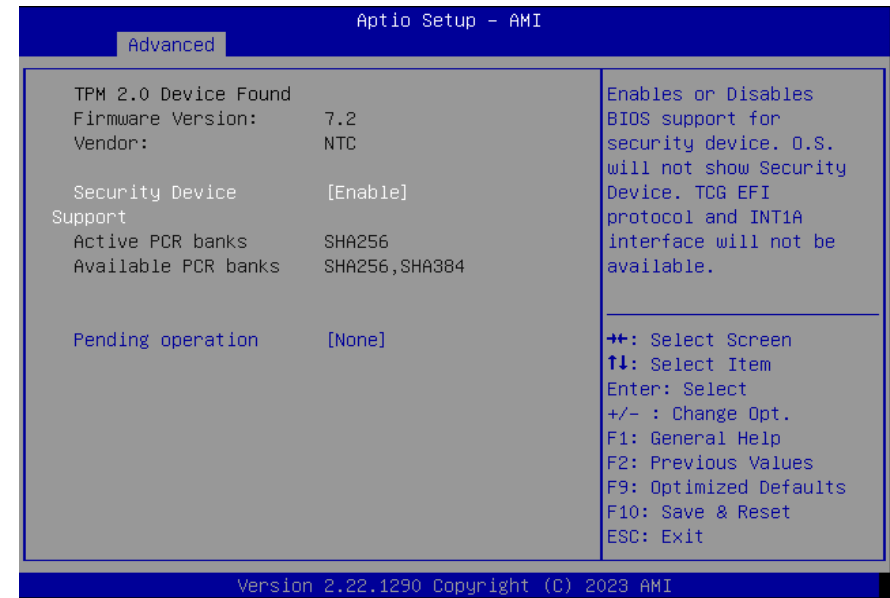 Aptio Setup – AMI
Advanced
TPM 2.0 Device Found
Firmware Version: 7.2
Vendor: NTC
Security Device [Enable]
Support
Active PCR banks SHA256
Available PCR banks SHA256,SHA384
Pending operation [None]
Enables or Disables
BIOS support for
security device. O.S.
will not show Security
Device. TCG EFI
protocol and INT1A
interface will not be
available.
→←: Select Screen
↑↓: Select Item
Enter: Select
+/- : Change Opt.
F1: General Help
F2: Previous Values
F9: Optimized Defaults
F10: Save & Reset
ESC: Exit
Version 2.22.1290 Copyright (C) 2023 AMI